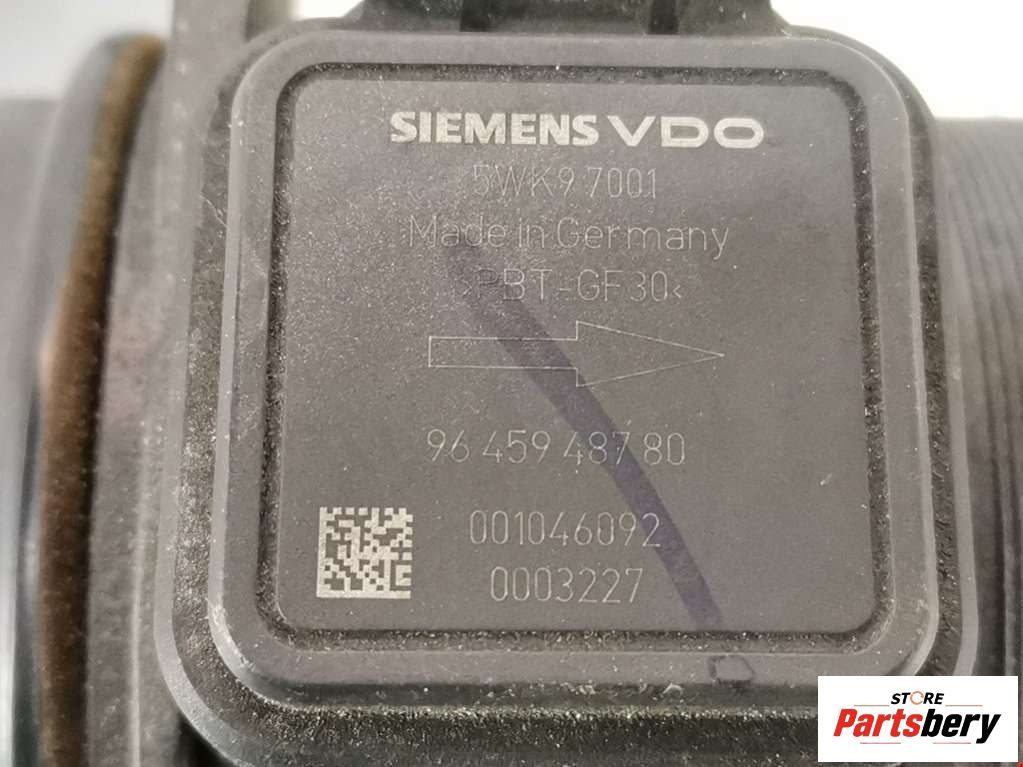 SIEMENS VDO
5WK9 7001
Made in Germany
>PBT-GF30<
96 459 487 80
001046092
0003227
STORE
Partsbery